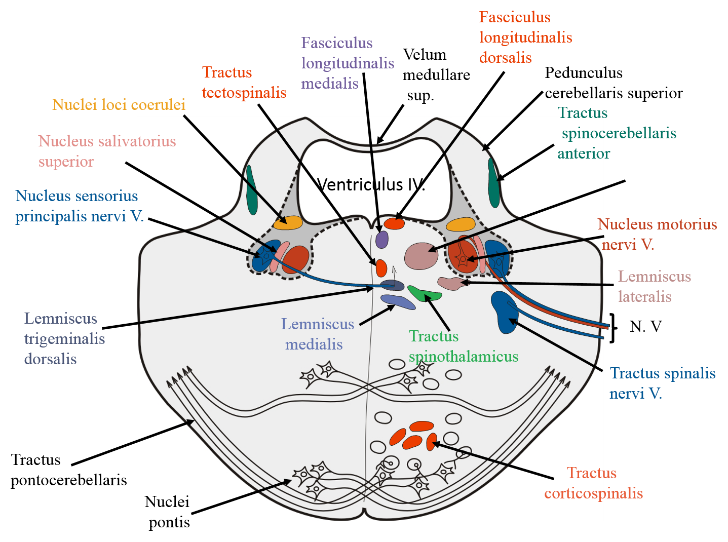 Fasciculus
longitudinalis
dorsalis
Fasciculus
longitudinalis
medialis
Velum
medullare
sup.
Tractus
tectospinalis
Pedunculus
cerebellaris superior
Nuclei loci coerulei
Tractus
spinocerebellaris
anterior
Nucleus salivatorius
superior
Ventriculus IV.
Nucleus sensorius
principalis nervi V.
Nucleus motorius
nervi V.
Lemniscus
lateralis
Lemniscus
trigeminalis
dorsalis
Lemniscus
medialis
Tractus
spinothalamicus
N. V
Tractus spinalis
nervi V.
Tractus
pontocerebellaris
Nuclei
pontis
Tractus
corticospinalis